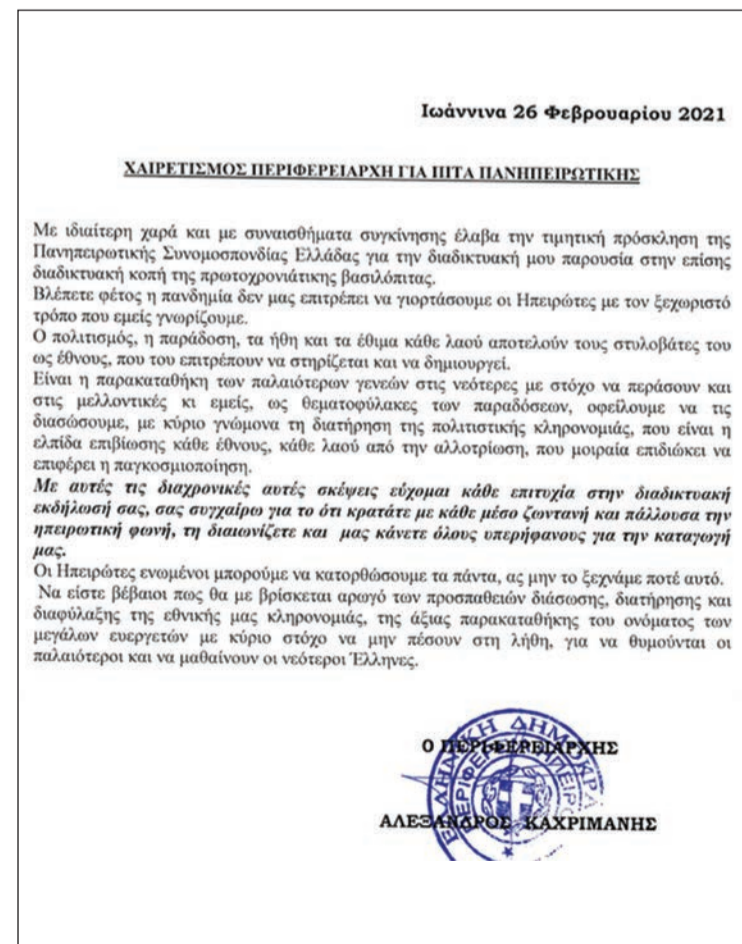 Ιωάννινα 26 Φεβρουαρίου 2021
ΧΑΙΡΕΤΙΣΜΟΣ ΠΕΡΙΦΕΡΕΙΑΡΧΗ ΓΙΑ ΠΙΤΑ ΠΑΝΗΠΕΙΡΩΤΙΚΗΣ
Με ιδιαίτερη χαρά και με συναισθήματα συγκίνησης έλαβα την τιμητική πρόσκληση της
Πανηπειρωτικής Συνομοσπονδίας Ελλάδας για την διαδικτυακή μου παρουσία στην επίσης
διαδικτυακή κοπή της πρωτοχρονιάτικης βασιλόπιτας.
Βλέπετε φέτος η πανδημία δεν μας επιτρέπει να γιορτάσουμε οι Ηπειρώτες με τον ξεχωριστό
τρόπο που εμείς γνωρίζουμε.
Ο πολιτισμός, η παράδοση, τα ήθη και τα έθιμα κάθε λαού αποτελούν τους στυλοβάτες του
ως έθνους, που του επιτρέπουν να στηρίζεται και να δημιουργεί.
Είναι η παρακαταθήκη των παλαιότερων γενεών στις νεότερες με στόχο να περάσουν και
στις μελλοντικές κι εμείς, ως θεματοφύλακες των παραδόσεων, οφείλουμε να τις
διασώσουμε, με κύριο γνώμονα τη διατήρηση της πολιτιστικής κληρονομιάς, που είναι η
ελπίδα επιβίωσης κάθε έθνους, κάθε λαού από την αλλοτρίωση, που μοιραία επιδιώκει να
επιφέρει η παγκοσμιοποίηση.
Με αυτές τις διαχρονικές αυτές σκέψεις εύχομαι κάθε επιτυχία στην διαδικτυακή
εκδήλωσή σας, σας συγχαίρω για το ότι κρατάτε με κάθε μέσο ζωντανή και πάλλουσα την
ηπειρωτική φωνή, τη διαιωνίζετε και μας κάνετε όλους υπερήφανους για την καταγωγή
μας.
Οι Ηπειρώτες ενωμένοι μπορούμε να κατορθώσουμε τα πάντα, ας μην το ξεχνάμε ποτέ αυτό.
Να είστε βέβαιοι πως θα με βρίσκεται αρωγό των προσπαθειών διάσωσης, διατήρησης και
διαφύλαξης της εθνικής μας κληρονομιάς, της άξιας παρακαταθήκης του ονόματος των
μεγάλων ευεργετών με κύριο στόχο να μην πέσουν στη λήθη, για να θυμούνται οι
παλαιότεροι και να μαθαίνουν οι νεότεροι Έλληνες.
Ο ΠΕΡΙΦΕΡΕΙΑΡΧΗΣ
ΑΛΕΞΑΝΔΡΟΣ ΚΑΧΡΙΜΑΝΗΣ
ΕΛΛΗΝΙΚΗ ΔΗΜΟΚΡΑ